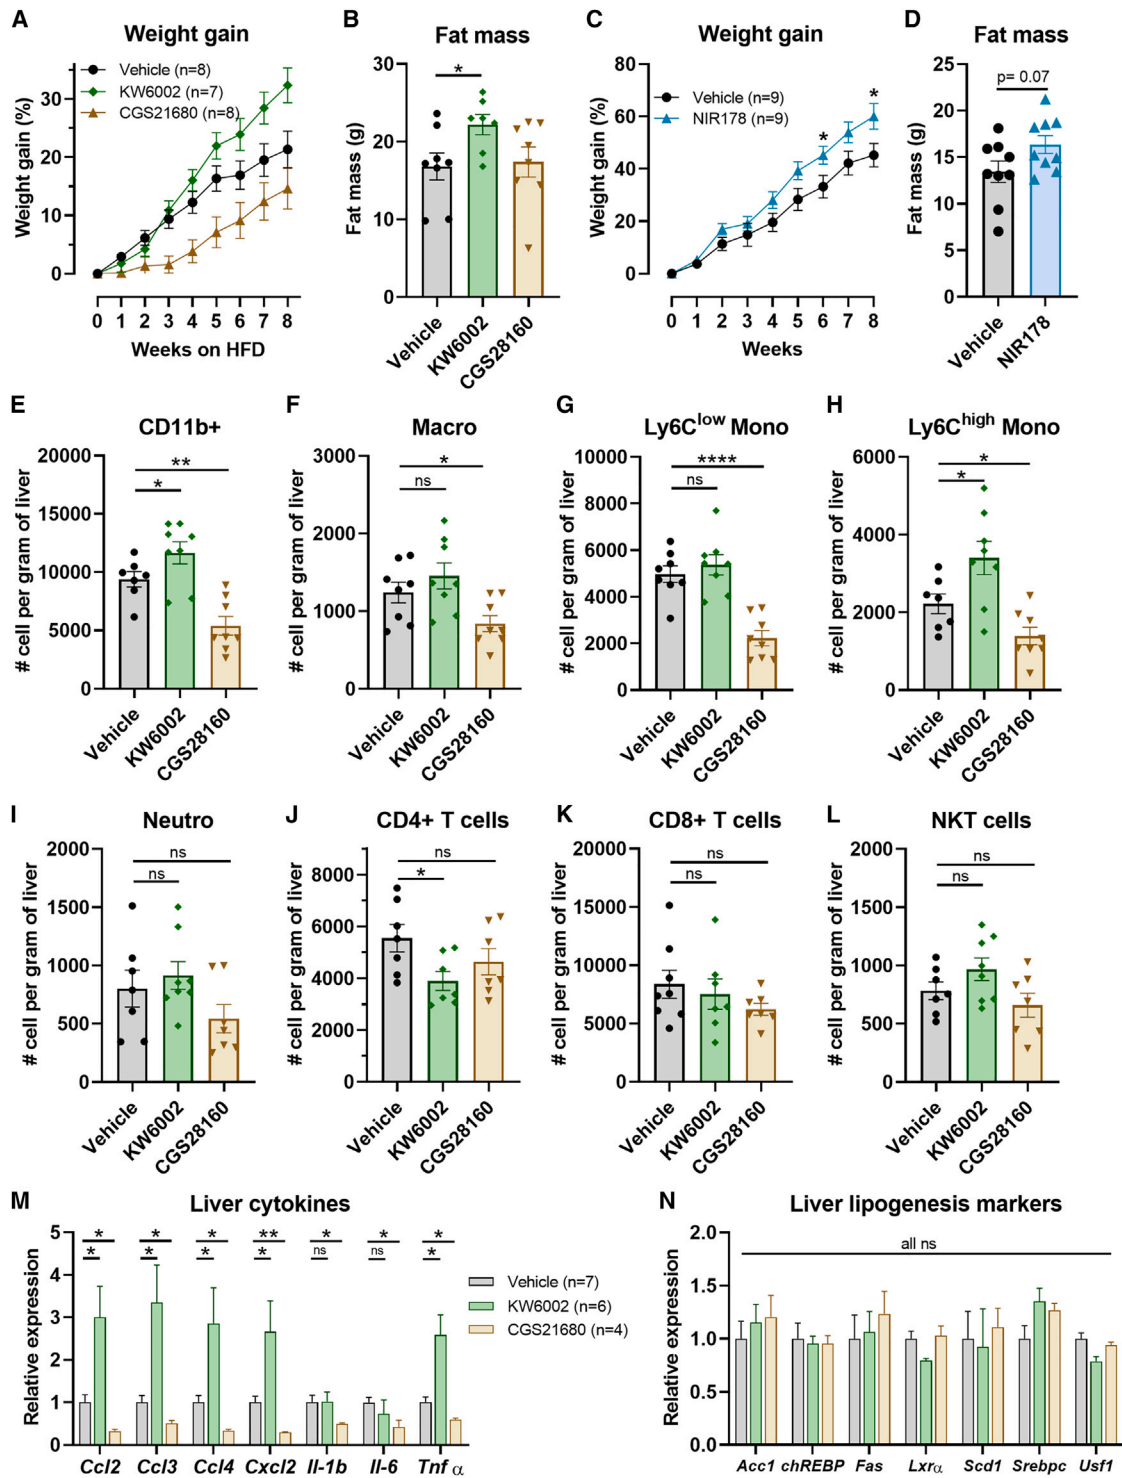 A
Weight gain
Vehicle (n=8)
KW6002 (n=7)
CGS21680 (n=8)
Weight gain (%)
30
20
10
0
0 1 2 3 4 5 6 7 8
Weeks on HFD
B
Fat mass
*
Fat mass (g)
30
20
10
0
Vehicle
KW6002
CGS28160
C
Weight gain
Vehicle (n=9)
NIR178 (n=9)
* *
Weight gain (%)
80
60
40
20
0
0 1 2 3 4 5 6 7 8
Weeks
D
Fat mass
p= 0.07
Fat mass (g)
25
20
15
10
5
0
Vehicle
NIR178
E
CD11b+
**
*
# cell per gram of liver
20000
15000
10000
5000
0
Vehicle
KW6002
CGS28160
F
Macro
*
ns
# cell per gram of liver
3000
2000
1000
0
Vehicle
KW6002
CGS28160
G
Ly6Clow Mono
****
ns
# cell per gram of liver
10000
8000
6000
4000
2000
0
Vehicle
KW6002
CGS28160
H
Ly6Chigh Mono
*
*
# cell per gram of liver
6000
4000
2000
0
Vehicle
KW6002
CGS28160
I
Neutro
ns
ns
# cell per gram of liver
2000
1500
1000
500
0
Vehicle
KW6002
CGS28160
J
CD4+ T cells
ns
*
# cell per gram of liver
8000
6000
4000
2000
0
Vehicle
KW6002
CGS28160
K
CD8+ T cells
ns
ns
# cell per gram of liver
20000
15000
10000
5000
0
Vehicle
KW6002
CGS28160
L
NKT cells
ns
ns
# cell per gram of liver
2000
1500
1000
500
0
Vehicle
KW6002
CGS28160
M
Liver cytokines
* * * ** * * *
* * * * ns ns *
Vehicle (n=7)
KW6002 (n=6)
CGS21680 (n=4)
Relative expression
5
4
3
2
1
0
Ccl2 Ccl3 Ccl4 Cxcl2 Il-1b Il-6 Tnf α
N
Liver lipogenesis markers
all ns
Relative expression
2.0
1.5
1.0
0.5
0.0
Acc1 chREBP Fas Lxrα Scd1 Srebpc Usf1